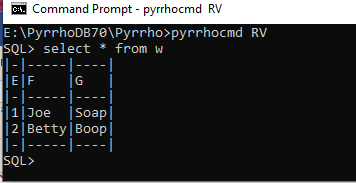 Command Prompt - pyrrhocmd RV
E:\PyrrhoDB70\Pyrrho>pyrrhocmd RV
SQL> select * from w
|-|-----|----|
|E|F    |G   |
|-|-----|----|
|1|Joe  |Soap|
|2|Betty|Boop|
|-|-----|----|
SQL>